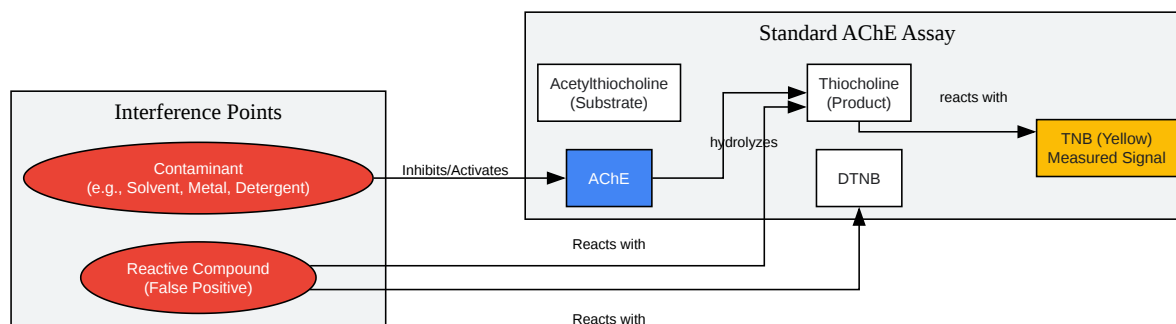 Standard AChE Assay
Acetylthiocholine
(Substrate)
Thiocholine
(Product)
reacts with
TNB (Yellow)
Measured Signal
hydrolyzes
AChE
DTNB
Interference Points
Contaminant
(e.g., Solvent, Metal, Detergent)
Inhibits/Activates
Reactive Compound
(False Positive)
Reacts with
Reacts with